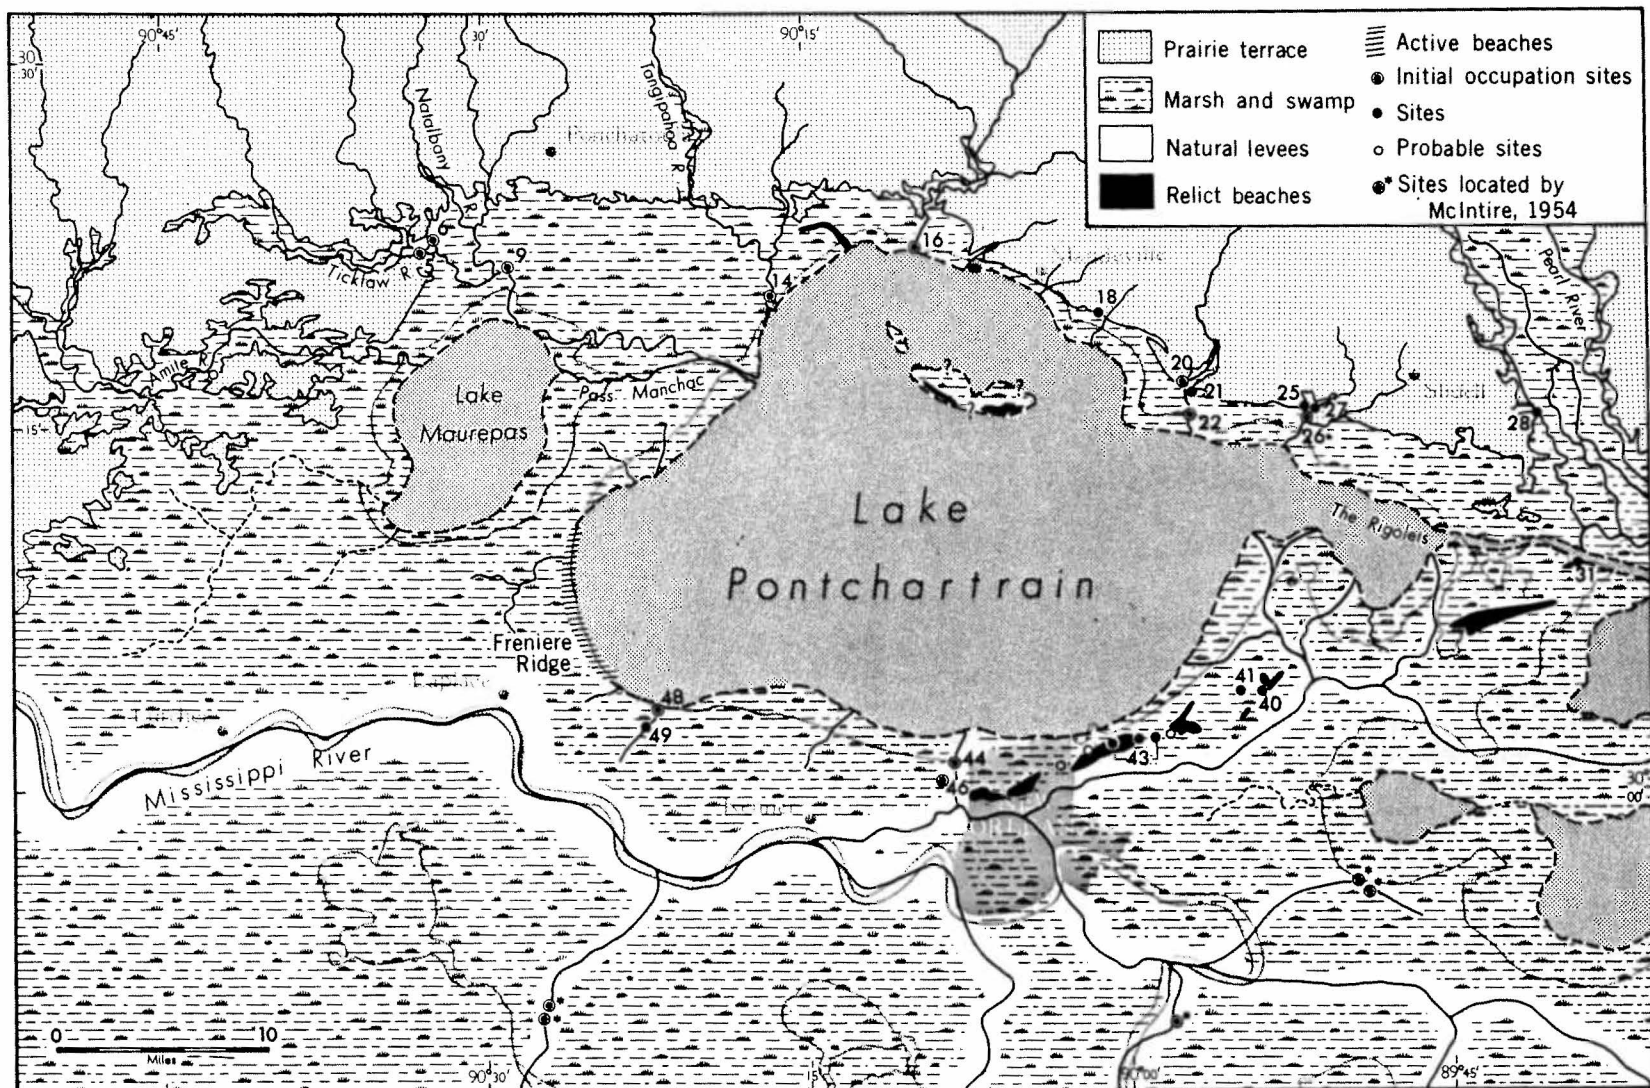 90°45'
30'
90°15'
30
30'
Prairie terrace
Marsh and swamp
Natural levees
Relict beaches
Active beaches
Initial occupation sites
Sites
Probable sites
* Sites located by
McIntire, 1954
Natalbany R.
Tangipahoa R.
6
Ticklaw R
9
14
16
18
Pearl River
Amite R.
15'
Lake
Maurepas
Pass Manchac
20
21
22
25
27
26
28
Slidell
Lake
Pontchartrain
The Rigolets
31
Freniere
Ridge
41
40
48
49
43
44
46
Mississippi River
Kenner
30
00'
0
10
Miles
90°30'
15'
90°00'
89°45'